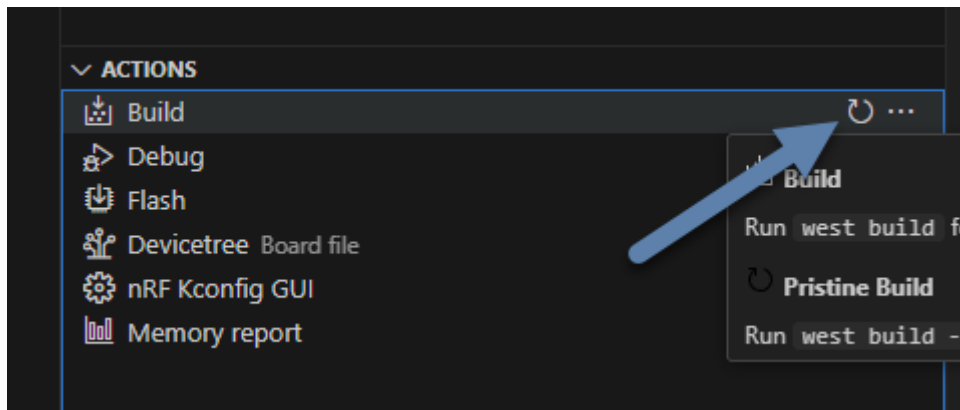 ACTIONS
Build
Debug
Flash
Devicetree Board file
nRF Kconfig GUI
Memory report
Build
Run west build
Pristine Build
Run west build -